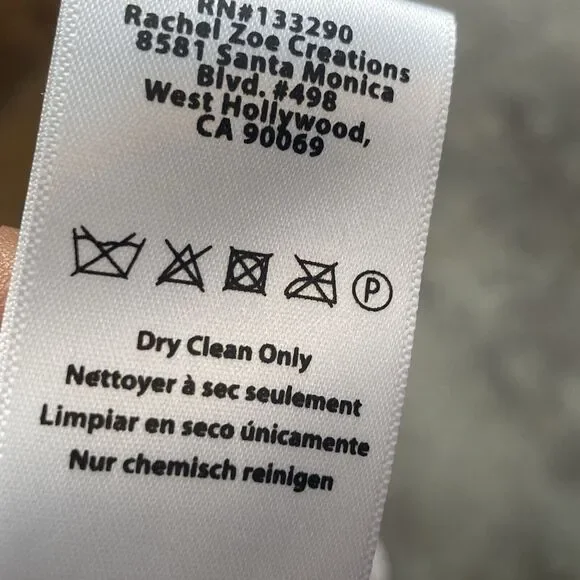 RN#133290
Rachel Zoe Creations
8581 Santa Monica
Blvd. #498
West Hollywood,
CA 90069
P
Dry Clean Only
Nettoyer à sec seulement
Limpiar en seco únicamente
Nur chemisch reinigen